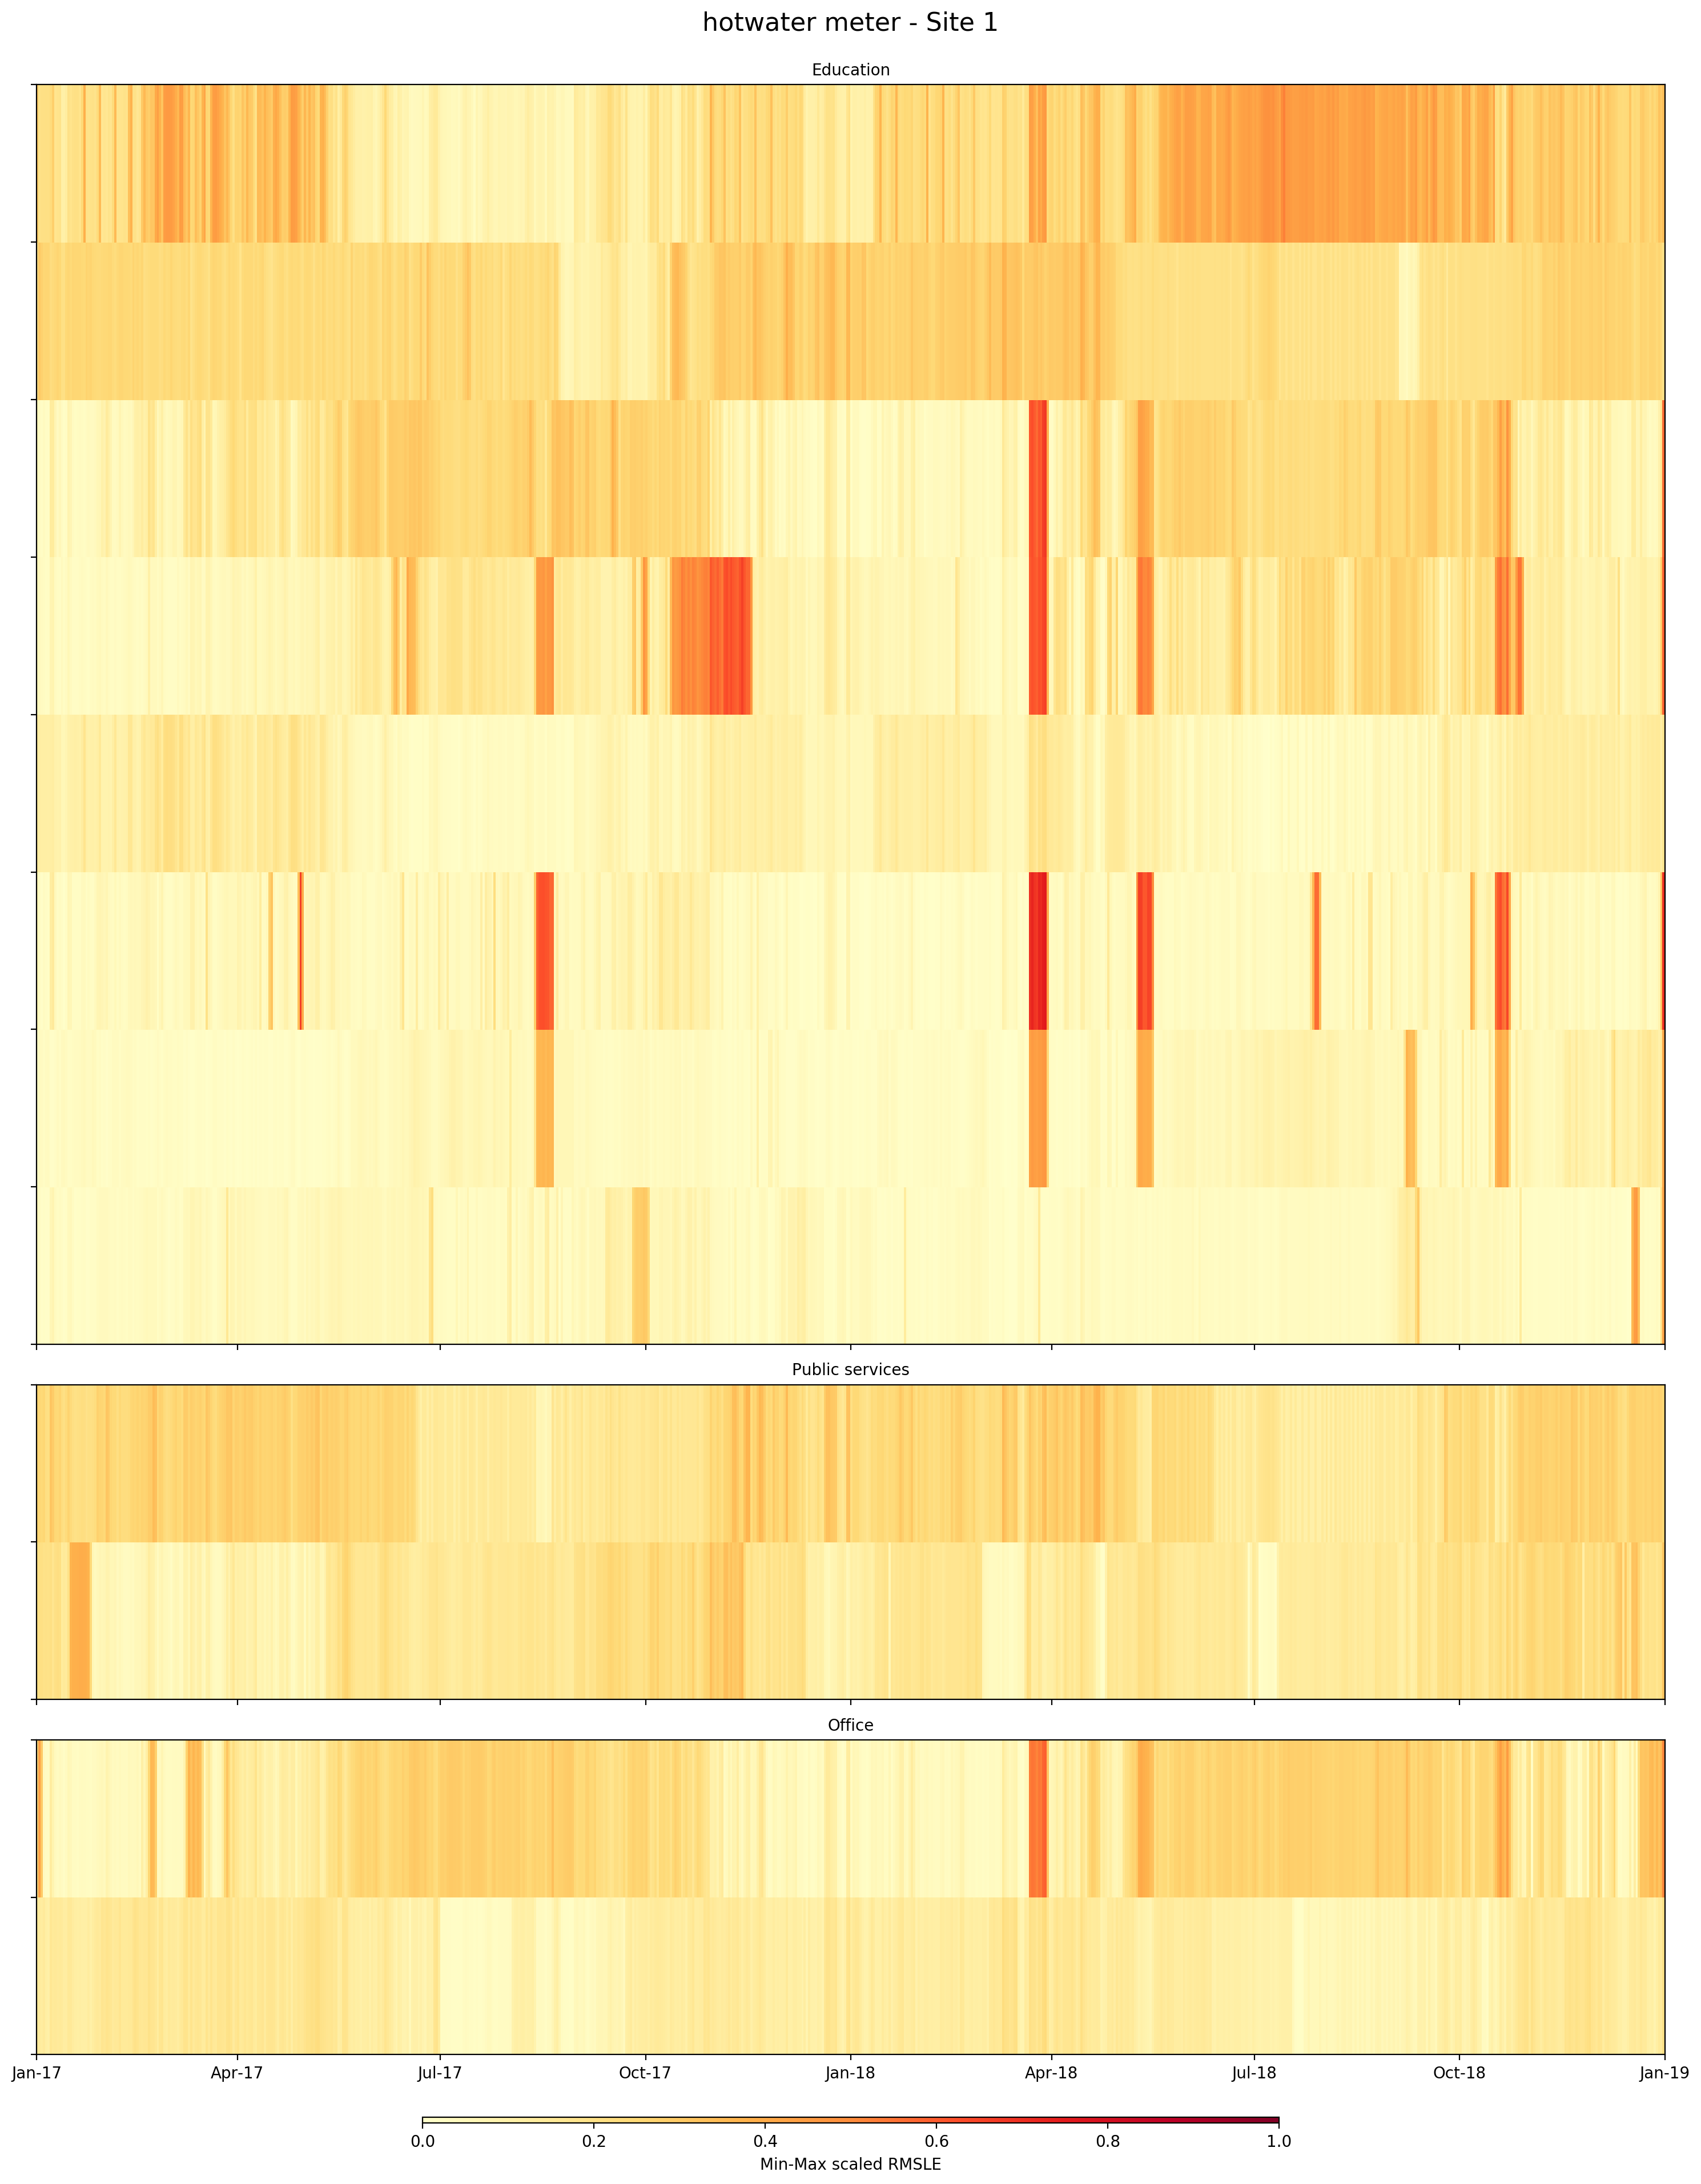 hotwater meter - Site 1
Education
Public services
Office
Jan-17 Apr-17 Jul-17 Oct-17 Jan-18 Apr-18 Jul-18 Oct-18 Jan-19
0.0 0.2 0.4 0.6 0.8 1.0
Min-Max scaled RMSLE